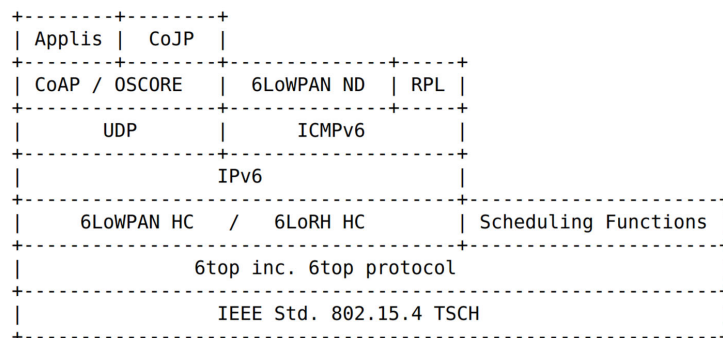 +--------+--------+
| Applis |  CoJP  |
+--------+--------+--------------+-----+
| CoAP / OSCORE   |  6LoWPAN ND  | RPL |
+-----------------+--------------+-----+
|       UDP       |      ICMPv6        |
+-----------------+--------------------+
|                 IPv6                 |
+--------------------------------------+----------------------+
|     6LoWPAN HC   /   6LoRH HC        | Scheduling Functions
+--------------------------------------+----------------------+
|               6top inc. 6top protocol
+-------------------------------------------------------------+
|                 IEEE Std. 802.15.4 TSCH
+-------------------------------------------------------------+